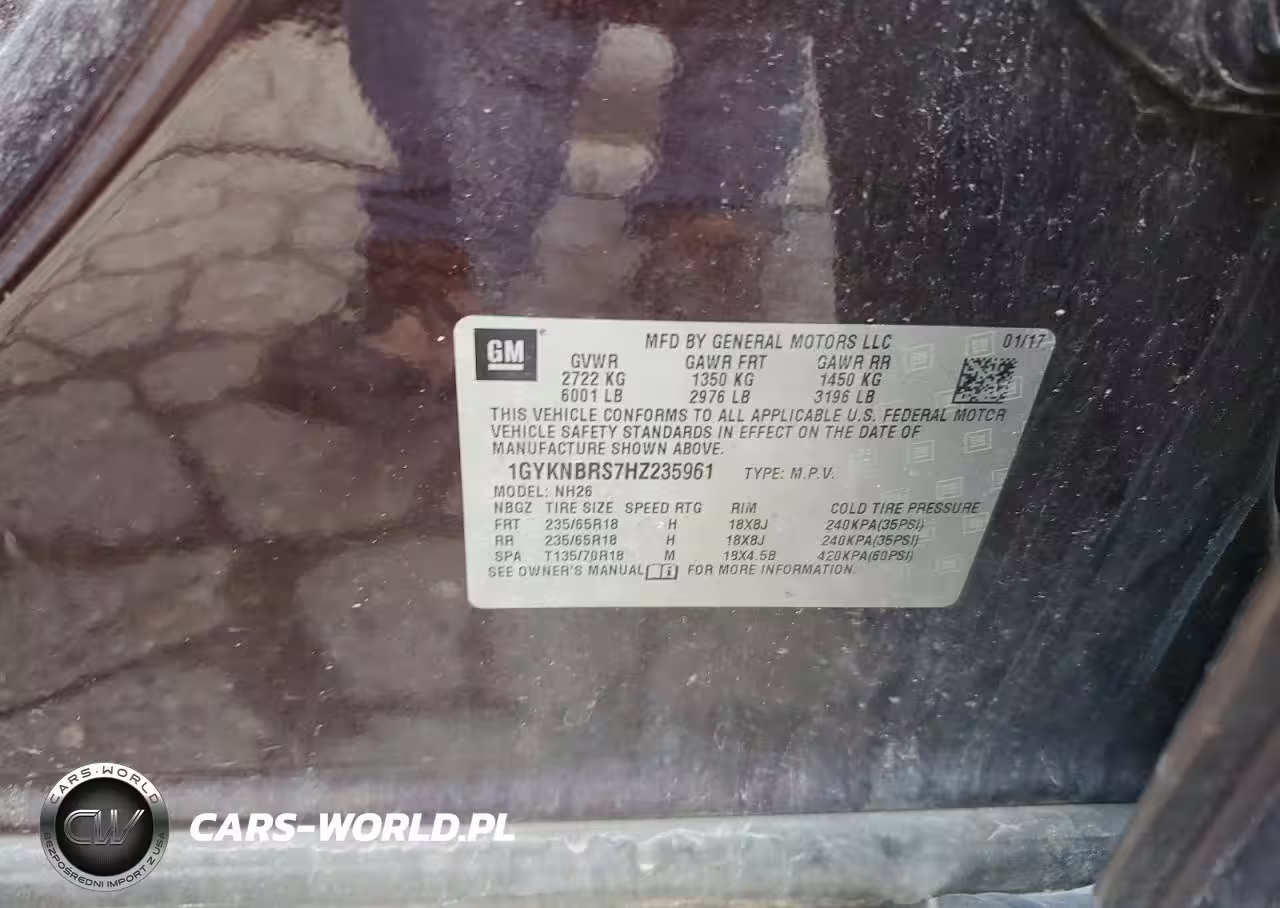 GM
MFD BY GENERAL MOTORS LLC 01/17
GVWR GAWR FRT GAWR RR
2722 KG 1350 KG 1450 KG
6001 LB 2976 LB 3196 LB
THIS VEHICLE CONFORMS TO ALL APPLICABLE U.S. FEDERAL MOTOR
VEHICLE SAFETY STANDARDS IN EFFECT ON THE DATE OF
MANUFACTURE SHOWN ABOVE.
1GYKNBRS7HZ235961 TYPE: M.P.V.
MODEL: NH26
NBGZ TIRE SIZE SPEED RTG RIM COLD TIRE PRESSURE
FRT 235/65R18 H 18X8J 240KPA(35PSI)
RR 235/65R18 H 18X8J 240KPA(35PSI)
SPA T135/70R18 M 18X4.5B 420KPA(60PSI)
SEE OWNER'S MANUAL FOR MORE INFORMATION.
CARS-WORLD
CW
BEZPOŚREDNI IMPORT Z USA
CARS-WORLD.PL